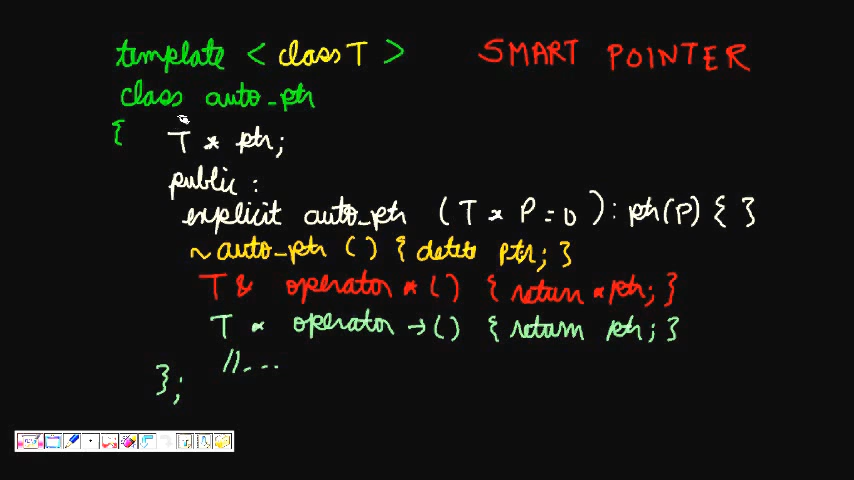 template < class T > SMART POINTER
class auto_ptr
{ T * ptr;
public :
explicit auto_ptr ( T * P = 0 ) : ptr(P) { }
~auto_ptr () { delete ptr; }
T & operator * () { return *ptr; }
T * operator ->() { return ptr; }
//...
};